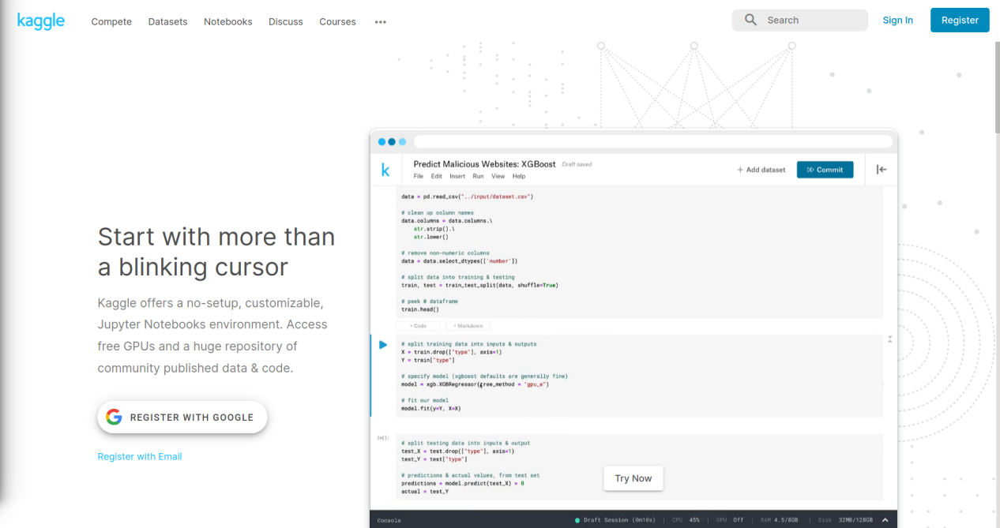 kaggle
Compete Datasets Notebooks Discuss Courses •••
Search
Sign In
Register
Start with more than
a blinking cursor
Kaggle offers a no-setup, customizable,
Jupyter Notebooks environment. Access
free GPUs and a huge repository of
community published data & code.
REGISTER WITH GOOGLE
Register with Email
k
Predict Malicious Websites: XGBoost Draft saved
File Edit Insert Run View Help
+ Add dataset
Commit
data = pd.read_csv("../input/dataset.csv")
# clean up column names
data.columns = data.columns.\
str.strip().\
str.lower()
# remove non-numeric columns
data = data.select_dtypes(['number'])
# split data into training & testing
train, test = train_test_split(data, shuffle=True)
# peek @ dataframe
train.head()
+ Code + Markdown
# split training data into inputs & outputs
X = train.drop(["type"], axis=1)
Y = train["type"]
# specify model (xgboost defaults are generally fine)
model = xgb.XGBRegressor(tree_method = "gpu_e")
# fit our model
model.fit(y=Y, X=X)
In[]:
# split testing data into inputs & output
test_X = test.drop(["type"], axis=1)
test_Y = test["type"]
# predictions & actual values, from test set
predictions = model.predict(test_X) > 0
actual = test_Y
Try Now
Console
Draft Session (0m10s) | CPU 45% | GPU Off | RAM 4.5/8GB | Disk 32MB/128GB